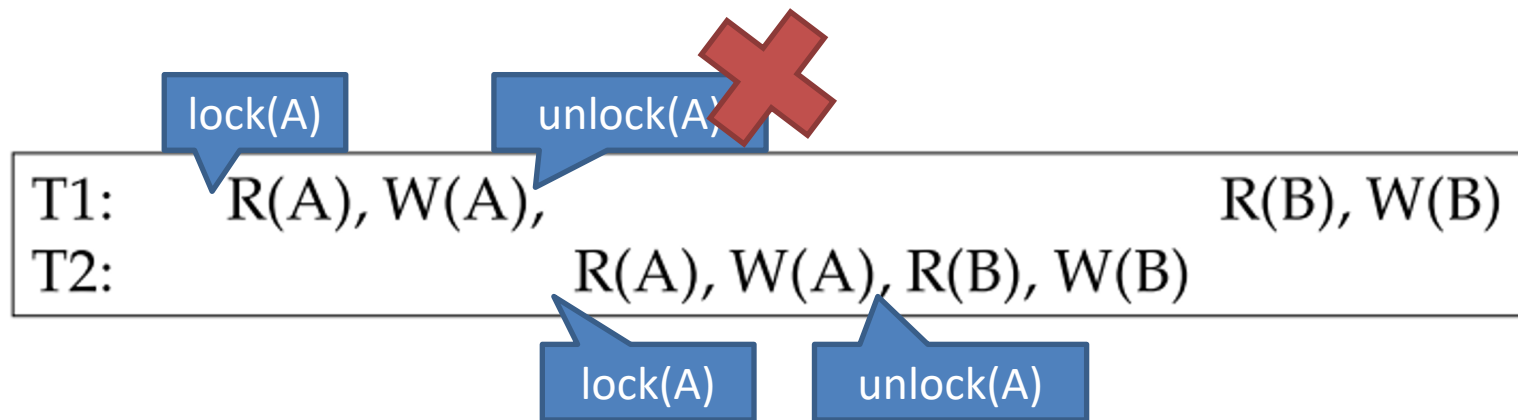 lock(A) unlock(A)
T1: R(A), W(A), R(B), W(B)
T2: R(A), W(A), R(B), W(B)
lock(A) unlock(A)